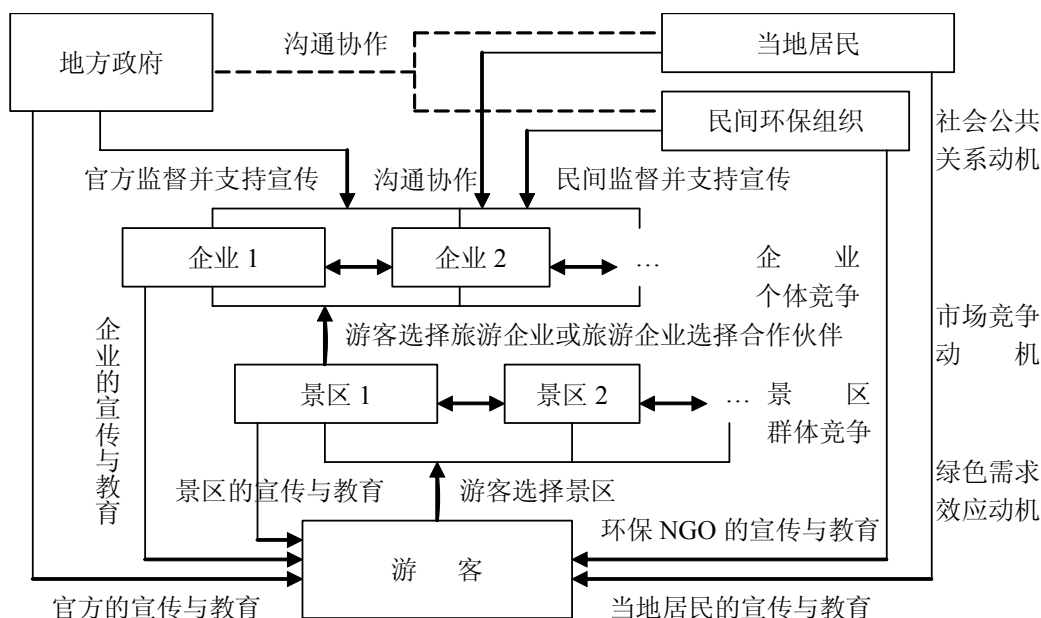 沟通协作
当地居民
地方政府
民间环保组织
社会公共
关系动机
官方监督并支持宣传
沟通协作
民间监督并支持宣传
企业 1
企业 2
…
企 业
个体竞争
企业的宣传与教育
游客选择旅游企业或旅游企业选择合作伙伴
市场竞争
动 机
景区 1
景区 2
…
景 区
群体竞争
景区的宣传与教育
游客选择景区
绿色需求
效应动机
环保 NGO 的宣传与教育
游 客
官方的宣传与教育
当地居民的宣传与教育